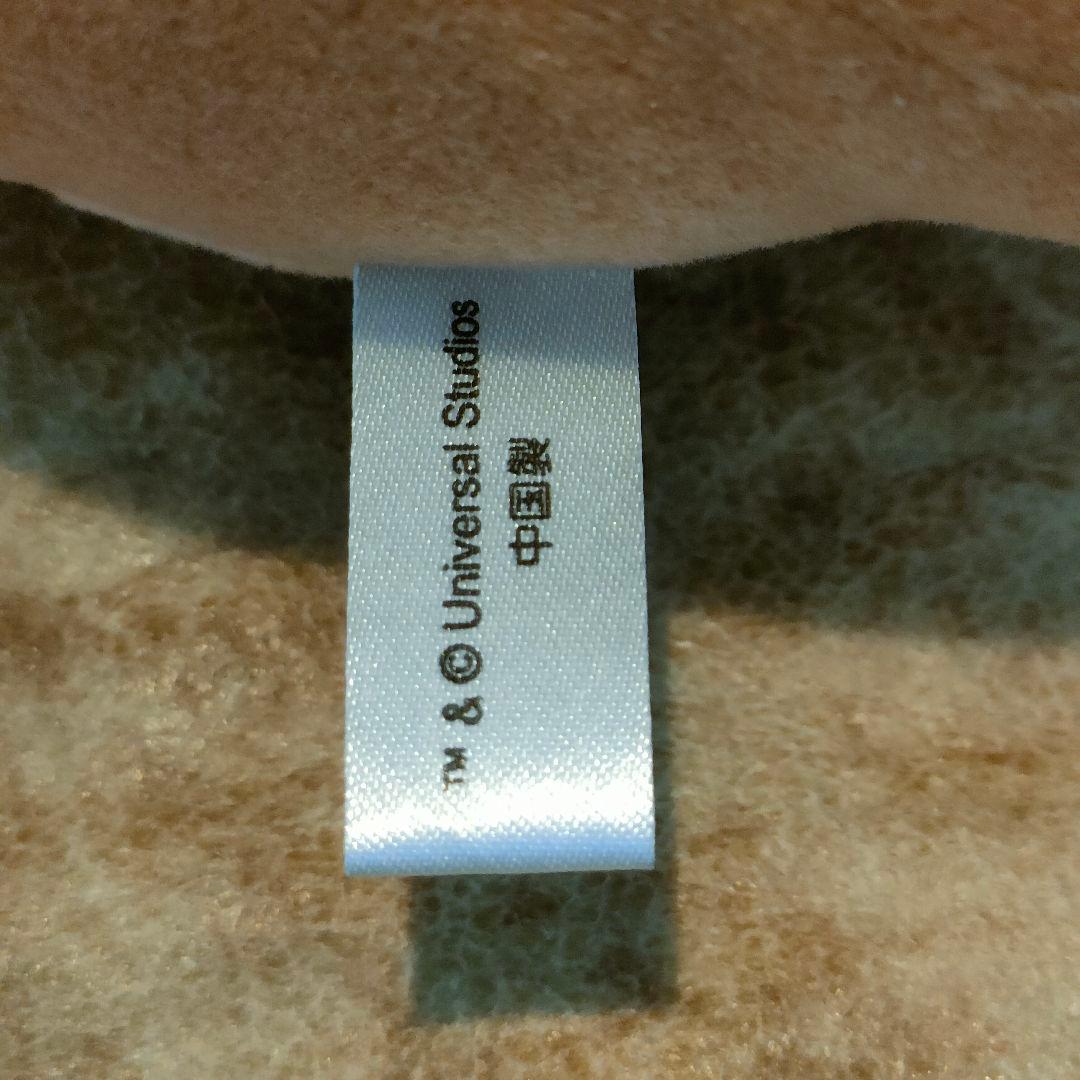 ™ & © Universal Studios
中国製